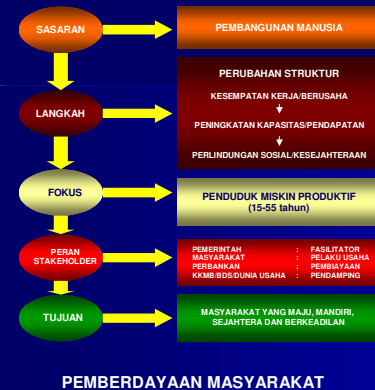 SASARAN
PEMBANGUNAN MANUSIA
LANGKAH
PERUBAHAN STRUKTUR
KESEMPATAN KERJA/BERUSAHA
PENINGKATAN KAPASITAS/PENDAPATAN
PERLINDUNGAN SOSIAL/KESEJAHTERAAN
FOKUS
PENDUDUK MISKIN PRODUKTIF
(15-55 tahun)
PERAN
STAKEHOLDER
PEMERINTAH : FASILITATOR
MASYARAKAT : PELAKU USAHA
PERBANKAN : PEMBIAYAAN
KKMB/BDS/DUNIA USAHA : PENDAMPING
TUJUAN
MASYARAKAT YANG MAJU, MANDIRI,
SEJAHTERA DAN BERKEADILAN
PEMBERDAYAAN MASYARAKAT